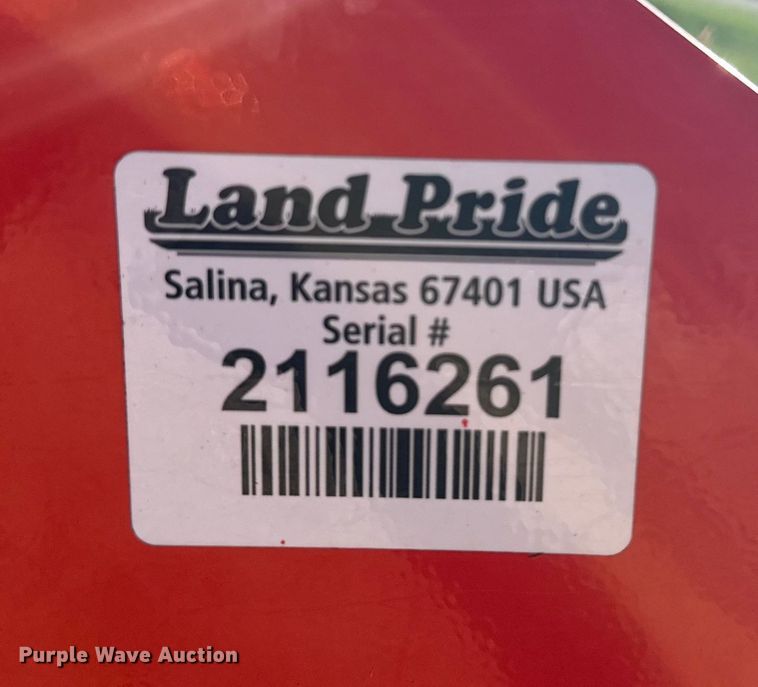 Land Pride
Salina, Kansas 67401 USA
Serial #
2116261
Purple Wave Auction